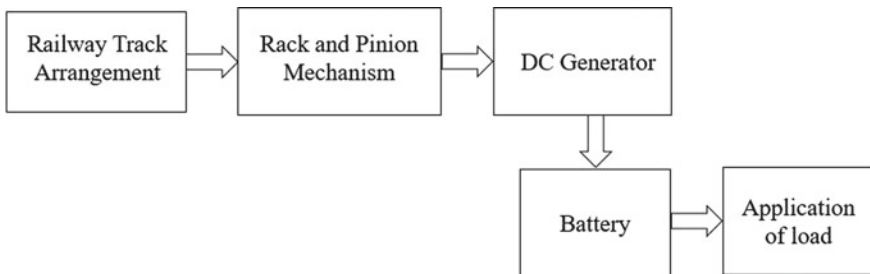 Railway Track
Arrangement
Rack and Pinion
Mechanism
DC Generator
Battery
Application
of load